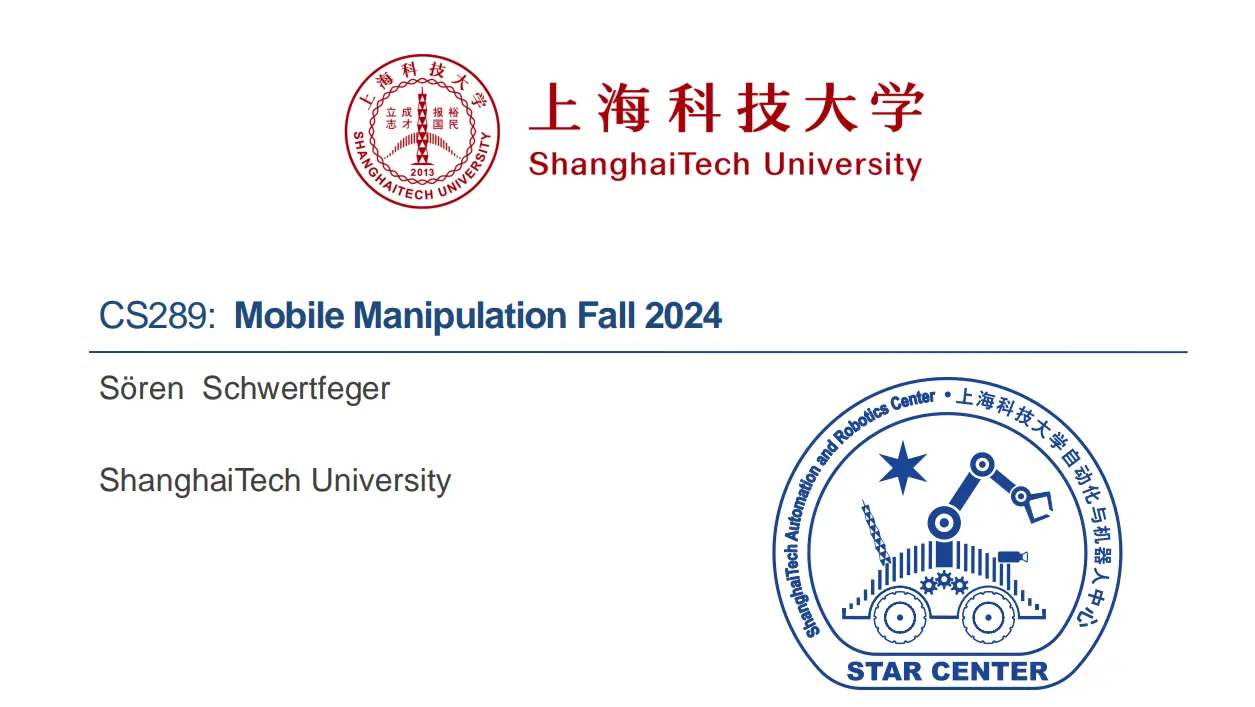 上海科技大学
立志 成才 报国 裕民
2013
SHANGHAITECH UNIVERSITY
上海科技大学
ShanghaiTech University
CS289: Mobile Manipulation Fall 2024
Sören Schwertfeger
ShanghaiTech University
ShanghaiTech Automation and Robotics Center • 上海科技大学自动化与机器人中心
STAR CENTER